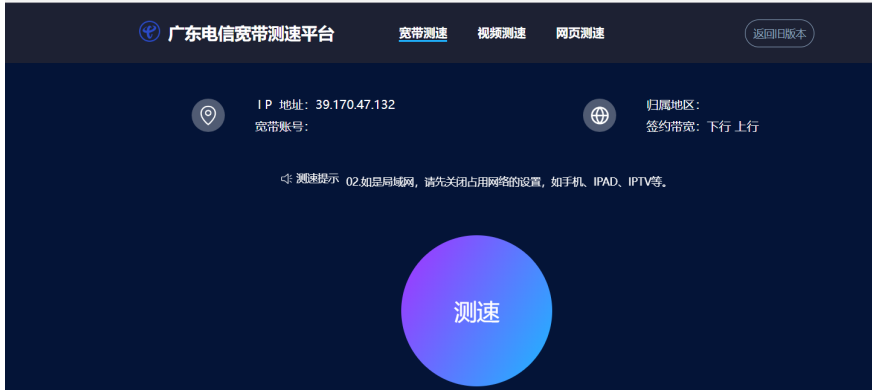 广东电信宽带测速平台 宽带测速 视频测速 网页测速 返回旧版本
IP 地址：39.170.47.132 归属地区：
宽带账号： 签约带宽：下行 上行
测速提示 02.如是局域网，请先关闭占用网络的设置，如手机、IPAD、IPTV等。
测速